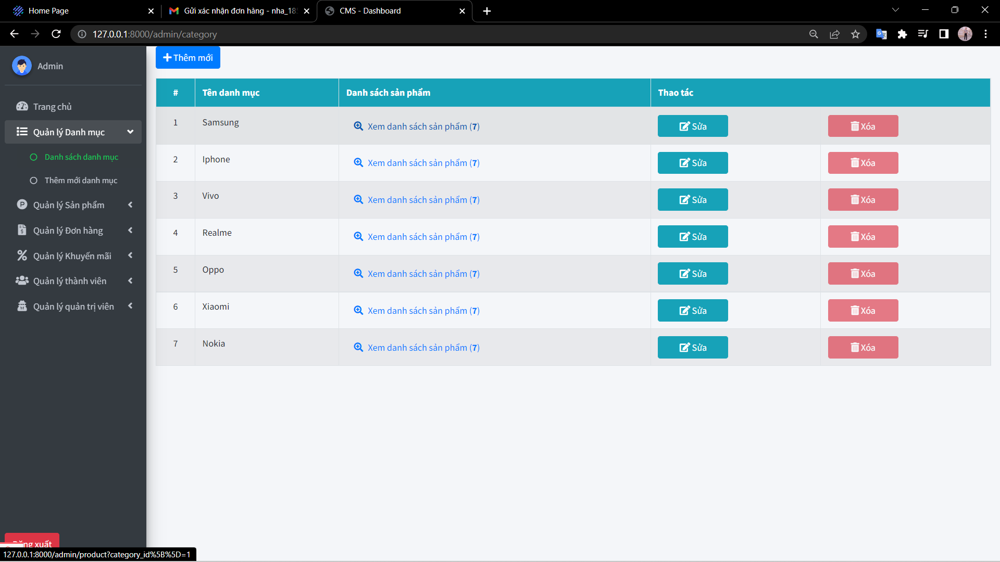 Home Page
Gửi xác nhận đơn hàng - nha_18
CMS - Dashboard
127.0.0.1:8000/admin/category
Admin
Thêm mới
# Tên danh mục Danh sách sản phẩm Thao tác
Trang chủ
Quản lý Danh mục
Danh sách danh mục
Thêm mới danh mục
Quản lý Sản phẩm
Quản lý Đơn hàng
Quản lý Khuyến mãi
Quản lý thành viên
Quản lý quản trị viên
1 Samsung Xem danh sách sản phẩm (7) Sửa Xóa
2 Iphone Xem danh sách sản phẩm (7) Sửa Xóa
3 Vivo Xem danh sách sản phẩm (7) Sửa Xóa
4 Realme Xem danh sách sản phẩm (7) Sửa Xóa
5 Oppo Xem danh sách sản phẩm (7) Sửa Xóa
6 Xiaomi Xem danh sách sản phẩm (7) Sửa Xóa
7 Nokia Xem danh sách sản phẩm (7) Sửa Xóa
Đăng xuất
127.0.0.1:8000/admin/product?category_id%5B%5D=1